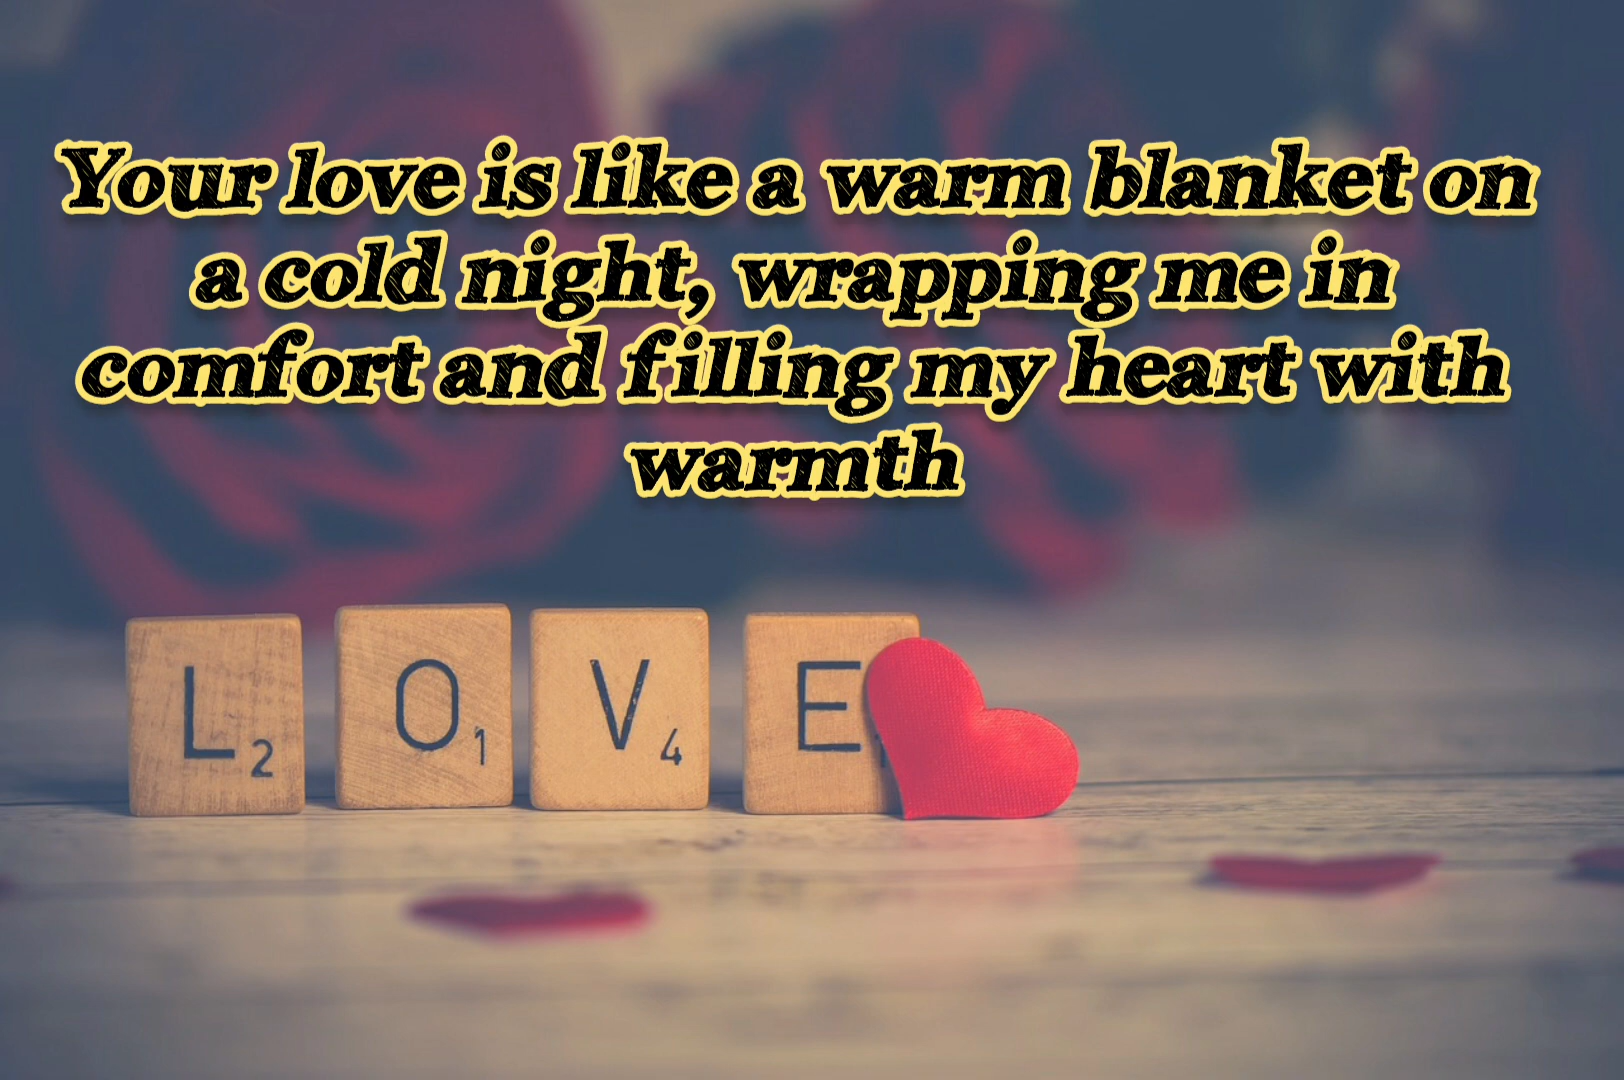 Your love is like a warm blanket on
a cold night, wrapping me in
comfort and filling my heart with
warmth
L2 O1 V4 E